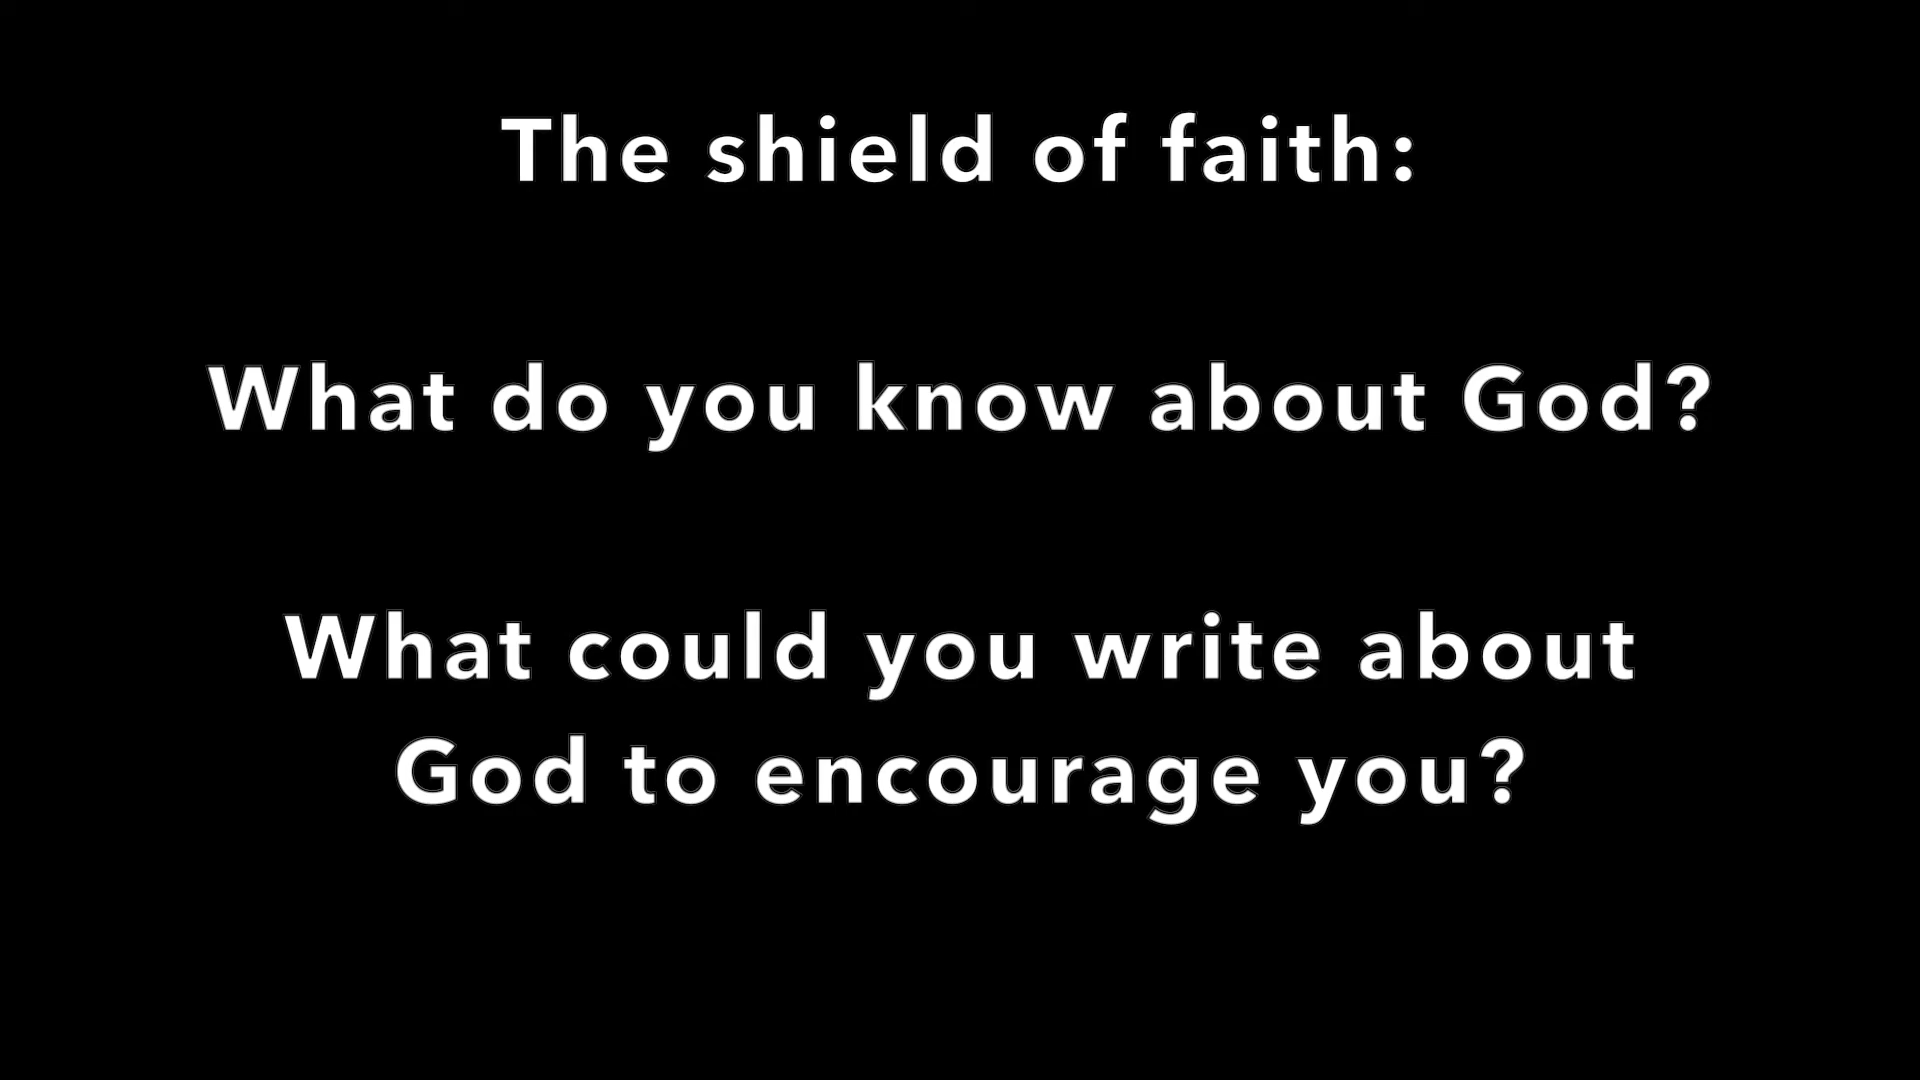 The shield of faith:
What do you know about God?
What could you write about
God to encourage you?